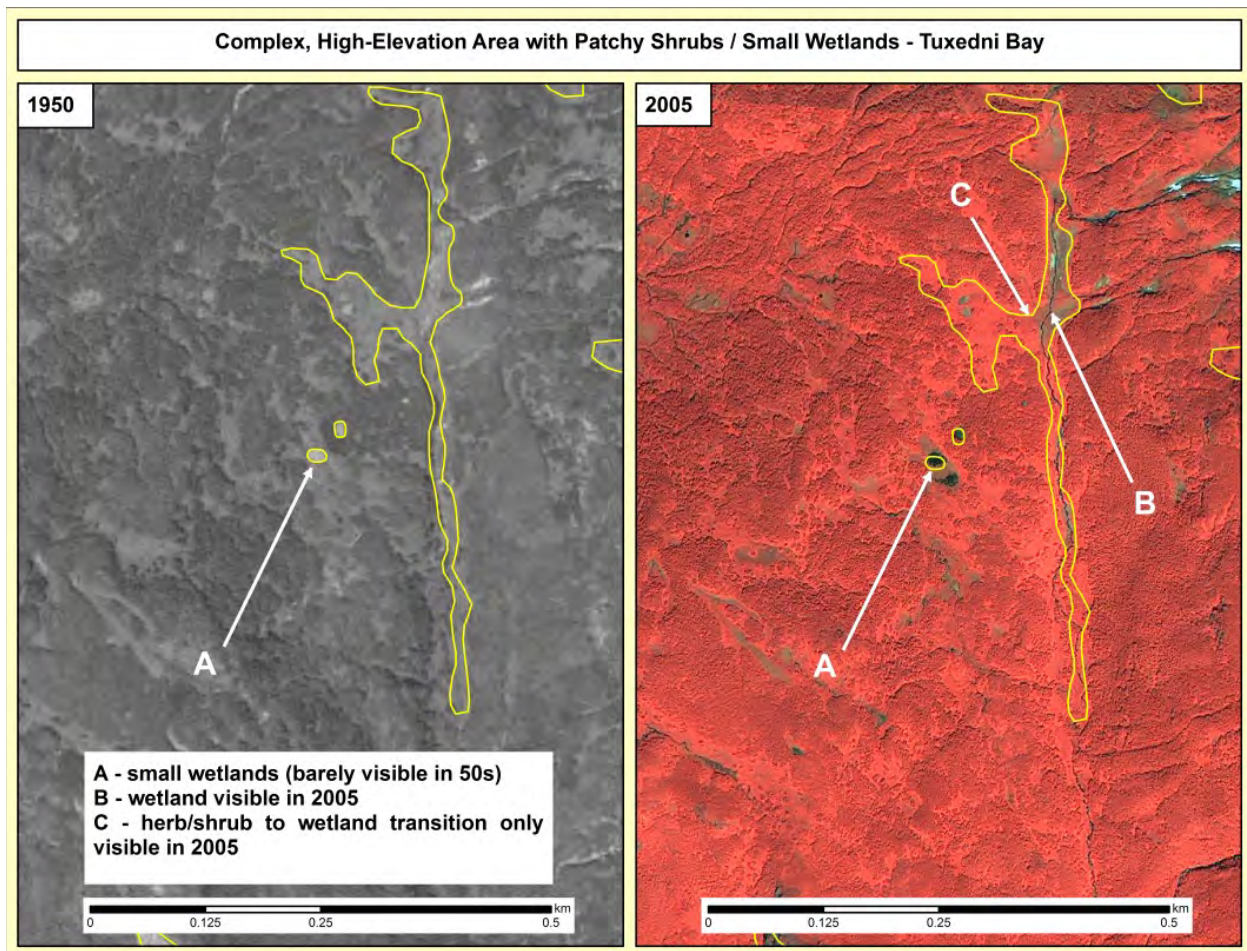 Complex, High-Elevation Area with Patchy Shrubs / Small Wetlands - Tuxedni Bay
1950
A
A - small wetlands (barely visible in 50s)
B - wetland visible in 2005
C - herb/shrub to wetland transition only
visible in 2005
km
0 0.125 0.25 0.5
2005
C
B
A
km
0 0.125 0.25 0.5